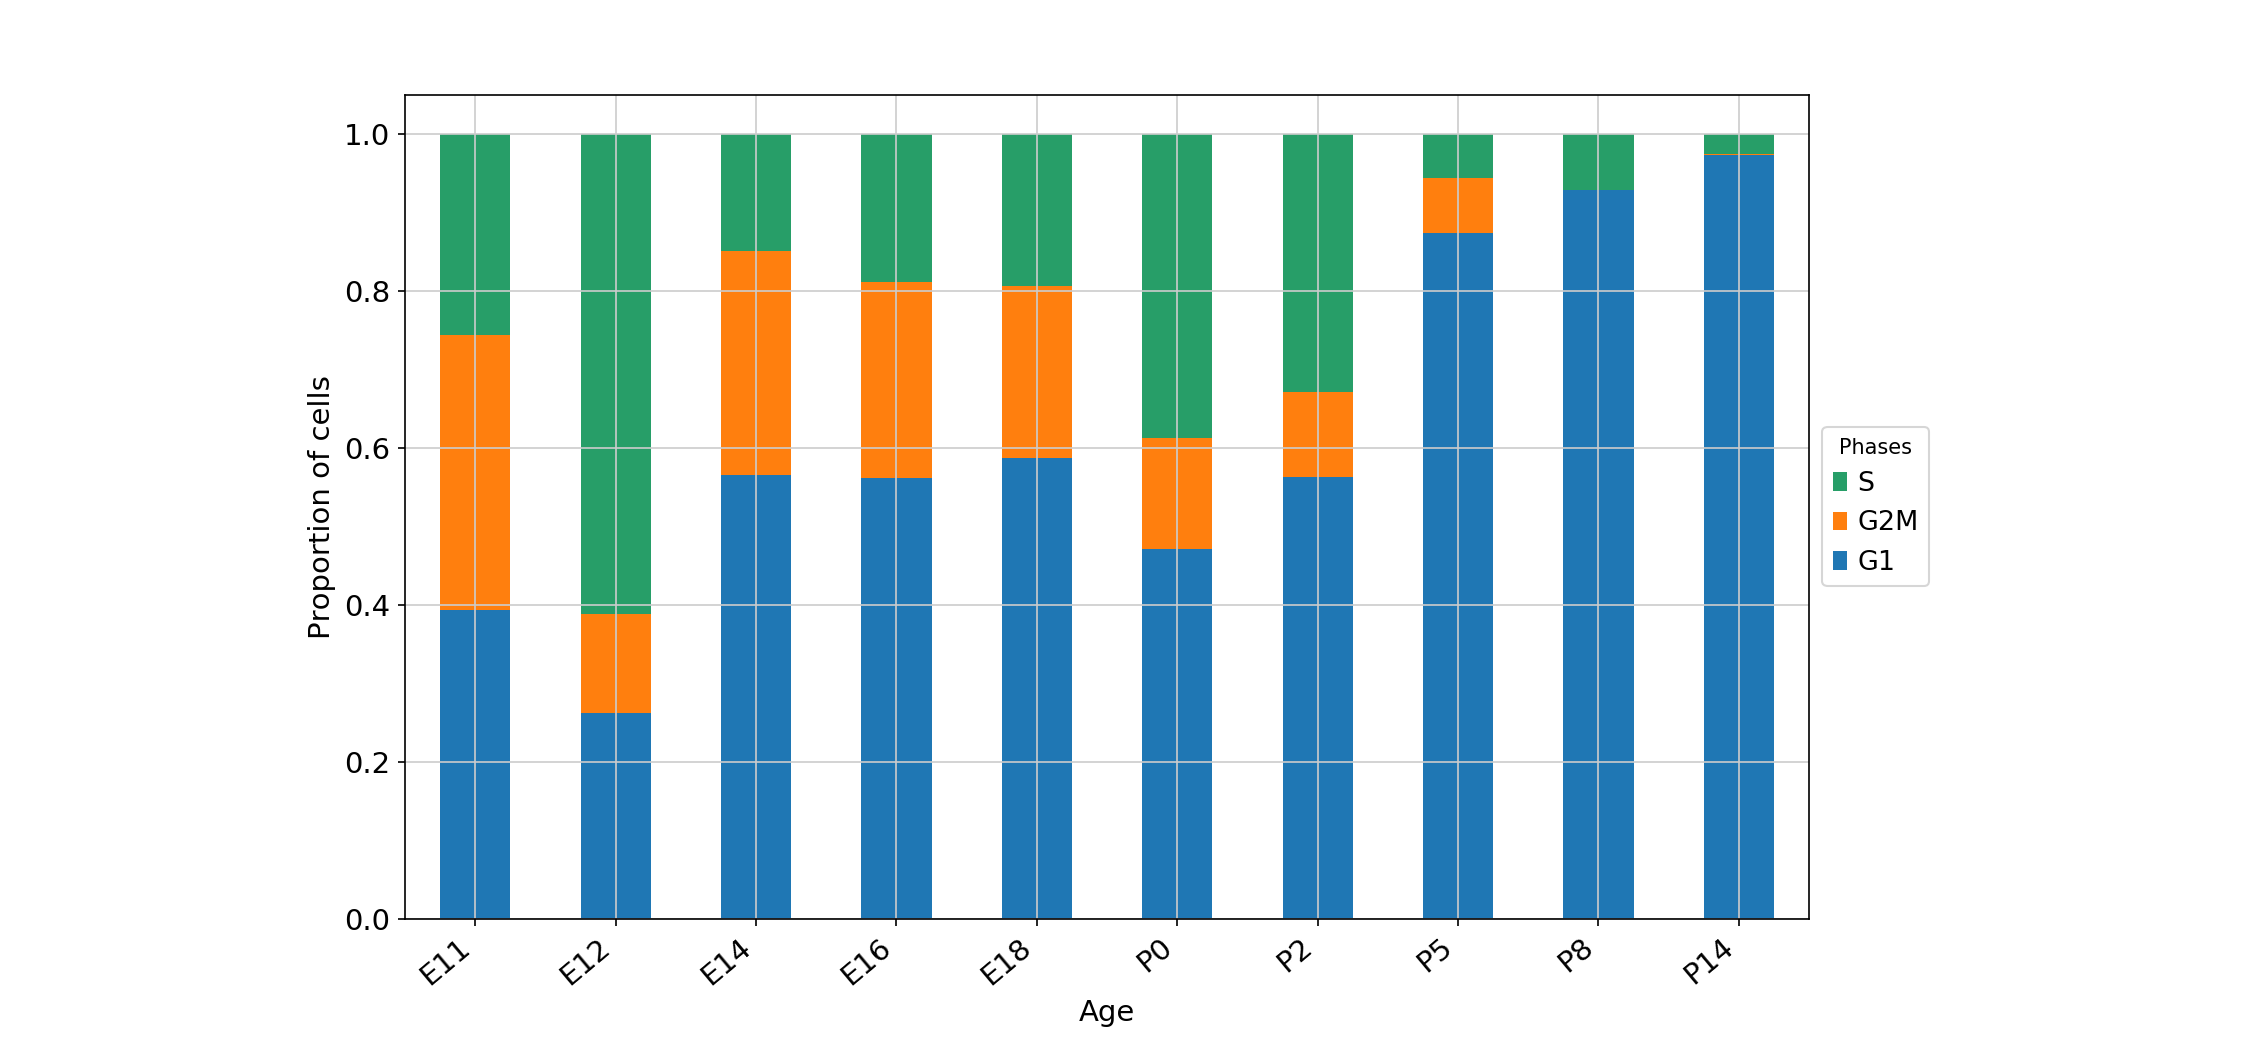 1.0
0.8
0.6
0.4
0.2
0.0
Proportion of cells
E11
E12
E14
E16
E18
P0
P2
P5
P8
P14
Age
Phases
S
G2M
G1